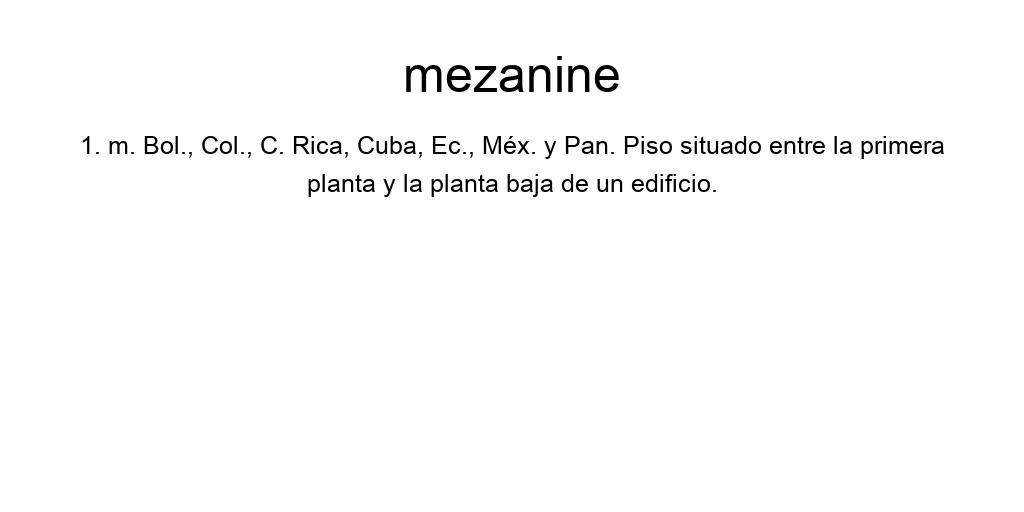 mezanine
1. m. Bol., Col., C. Rica, Cuba, Ec., Méx. y Pan. Piso situado entre la primera
planta y la planta baja de un edificio.